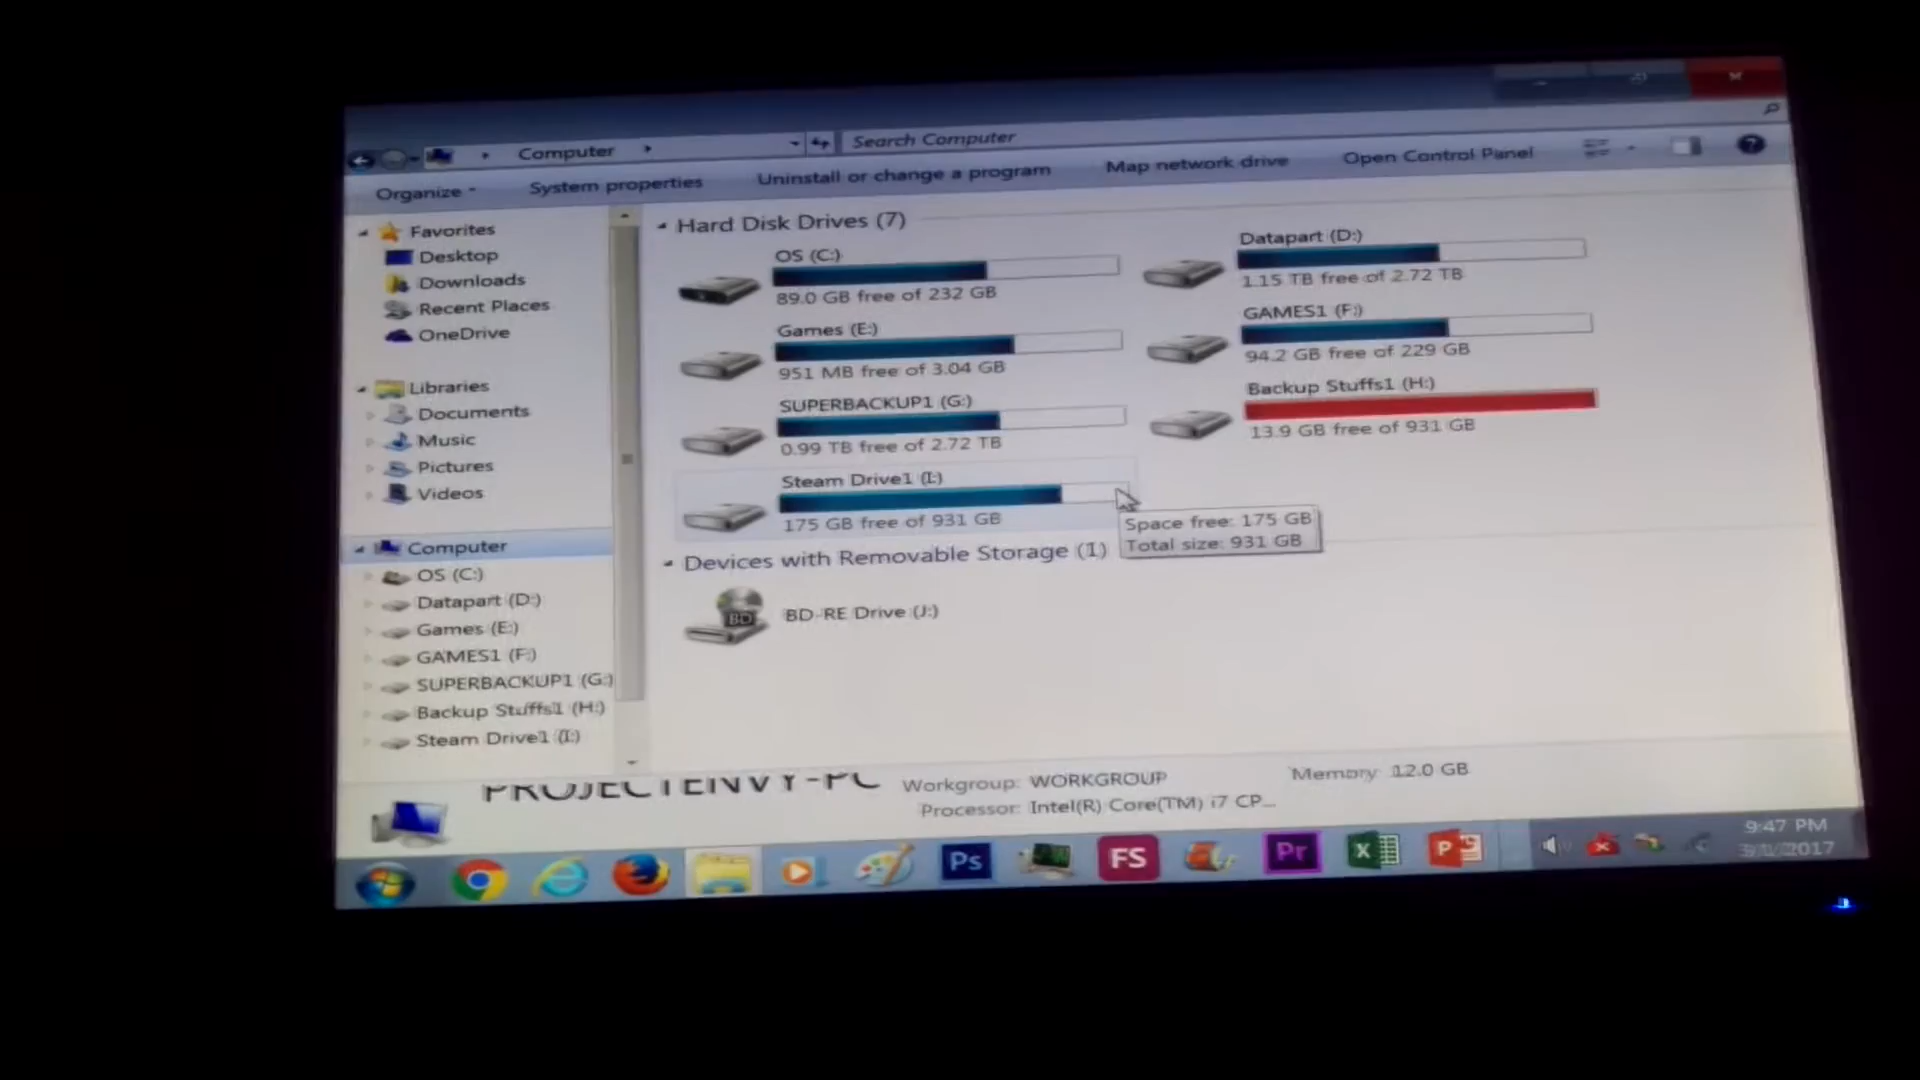 Computer
Search Computer
Organize
System properties
Uninstall or change a program
Map network drive
Open Control Panel
Favorites
Desktop
Downloads
Recent Places
OneDrive
Libraries
Documents
Music
Pictures
Videos
Computer
OS (C:)
Datapart (D:)
Games (E:)
GAMES1 (F:)
SUPERBACKUP1 (G:)
Backup Stuffs1 (H:)
Steam Drive1 (I:)
Hard Disk Drives (7)
OS (C:)
89.0 GB free of 232 GB
Datapart (D:)
1.15 TB free of 2.72 TB
Games (E:)
951 MB free of 3.04 GB
GAMES1 (F:)
94.2 GB free of 229 GB
SUPERBACKUP1 (G:)
0.99 TB free of 2.72 TB
Backup Stuffs1 (H:)
13.9 GB free of 931 GB
Steam Drive1 (I:)
175 GB free of 931 GB
Space free: 175 GB
Total size: 931 GB
Devices with Removable Storage (1)
BD
BD-RE Drive (J:)
PROJECTENVY-PC
Workgroup: WORKGROUP
Memory: 12.0 GB
Processor: Intel(R) Core(TM) i7 CP...
Ps
FS
Pr
X
P
9:47 PM